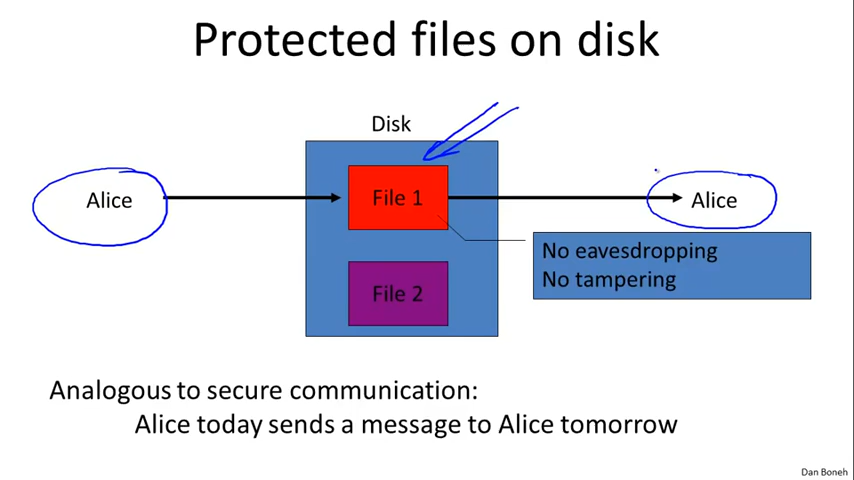 Protected files on disk
Disk
Alice
File 1
Alice
No eavesdropping
No tampering
File 2
Analogous to secure communication:
Alice today sends a message to Alice tomorrow
Dan Boneh